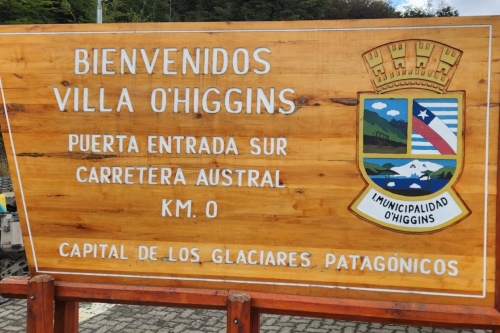 BIENVENIDOS
VILLA O'HIGGINS
PUERTA ENTRADA SUR
CARRETERA AUSTRAL
KM. 0
CAPITAL DE LOS GLACIARES PATAGÓNICOS
I. MUNICIPALIDAD
O'HIGGINS